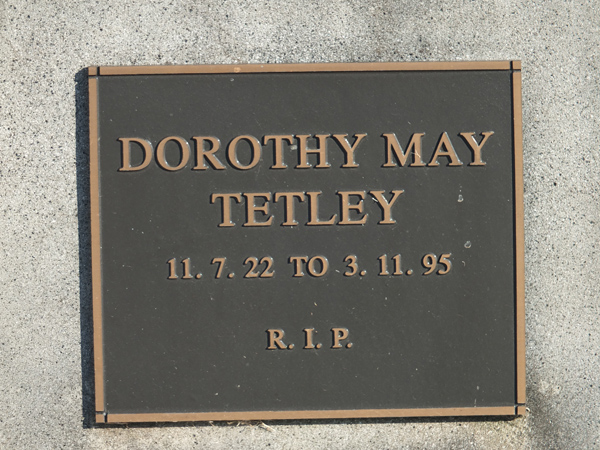 DOROTHY MAY
TETLEY
11. 7. 22 TO 3. 11. 95
R. I. P.